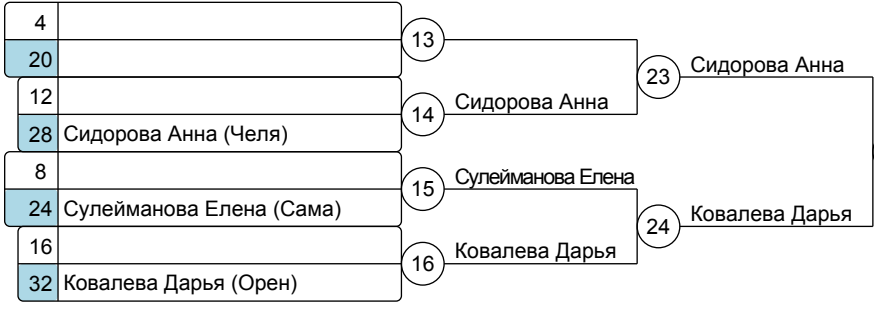 4
13
20
23 Сидорова Анна
12
14 Сидорова Анна
28 Сидорова Анна (Челя)
8
15 Сулейманова Елена
24 Сулейманова Елена (Сама)
24 Ковалева Дарья
16
16 Ковалева Дарья
32 Ковалева Дарья (Орен)